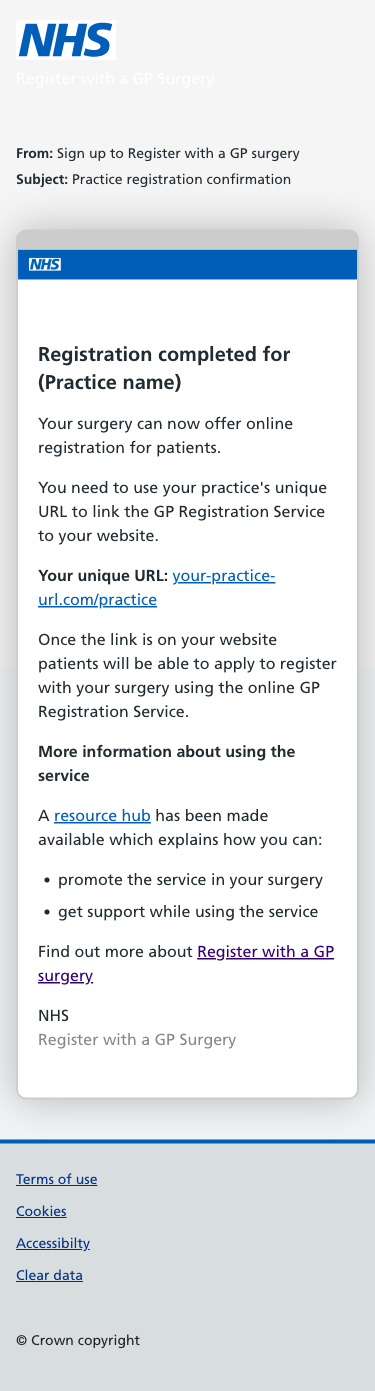 NHS
Register with a GP Surgery
From: Sign up to Register with a GP surgery
Subject: Practice registration confirmation
NHS
Registration completed for
(Practice name)
Your surgery can now offer online
registration for patients.
You need to use your practice's unique
URL to link the GP Registration Service
to your website.
Your unique URL: your-practice-
url.com/practice
Once the link is on your website
patients will be able to apply to register
with your surgery using the online GP
Registration Service.
More information about using the
service
A resource hub has been made
available which explains how you can:
• promote the service in your surgery
• get support while using the service
Find out more about Register with a GP
surgery
NHS
Register with a GP Surgery
Terms of use
Cookies
Accessibilty
Clear data
© Crown copyright